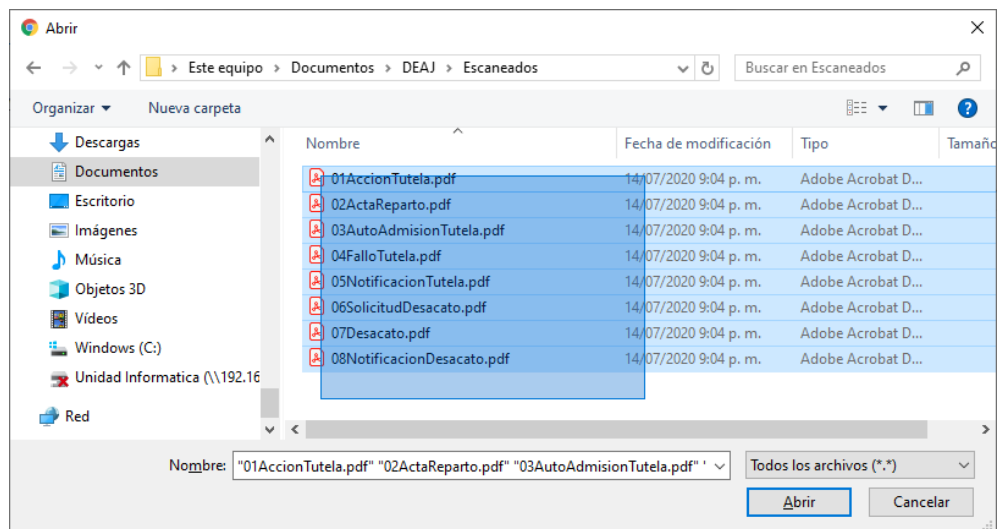 Abrir
Este equipo > Documentos > DEAJ > Escaneados
Buscar en Escaneados
Organizar
Nueva carpeta
Descargas
Documentos
Escritorio
Imágenes
Música
Objetos 3D
Vídeos
Windows (C:)
Unidad Informatica (\\192.16
Red
Nombre Fecha de modificación Tipo Tamaño
01AccionTutela.pdf 14/07/2020 9:04 p. m. Adobe Acrobat D...
02ActaReparto.pdf 14/07/2020 9:04 p. m. Adobe Acrobat D...
03AutoAdmisionTutela.pdf 14/07/2020 9:04 p. m. Adobe Acrobat D...
04FalloTutela.pdf 14/07/2020 9:04 p. m. Adobe Acrobat D...
05NotificacionTutela.pdf 14/07/2020 9:04 p. m. Adobe Acrobat D...
06SolicitudDesacato.pdf 14/07/2020 9:04 p. m. Adobe Acrobat D...
07Desacato.pdf 14/07/2020 9:04 p. m. Adobe Acrobat D...
08NotificacionDesacato.pdf 14/07/2020 9:04 p. m. Adobe Acrobat D...
Nombre: "01AccionTutela.pdf" "02ActaReparto.pdf" "03AutoAdmisionTutela.pdf" "
Todos los archivos (*.*)
Abrir
Cancelar